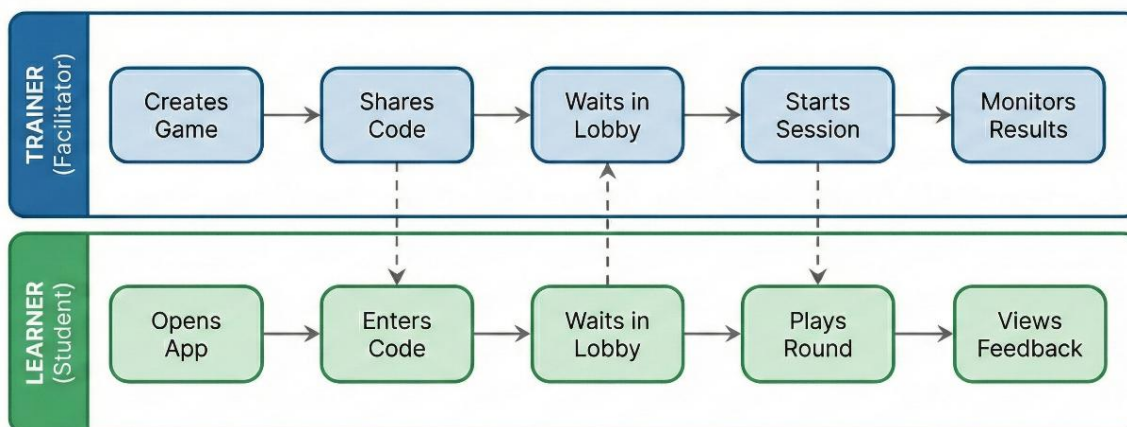 TRAINER
(Facilitator)
Creates
Game
Shares
Code
Waits in
Lobby
Starts
Session
Monitors
Results
LEARNER
(Student)
Opens
App
Enters
Code
Waits in
Lobby
Plays
Round
Views
Feedback